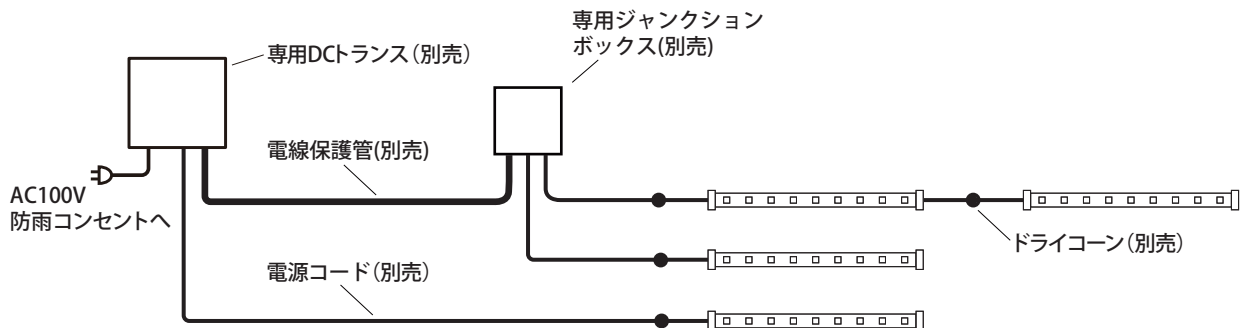 専用ジャンクション
ボックス(別売)
専用DCトランス（別売）
電線保護管(別売)
AC100V
防雨コンセントへ
ドライコーン（別売）
電源コード（別売）